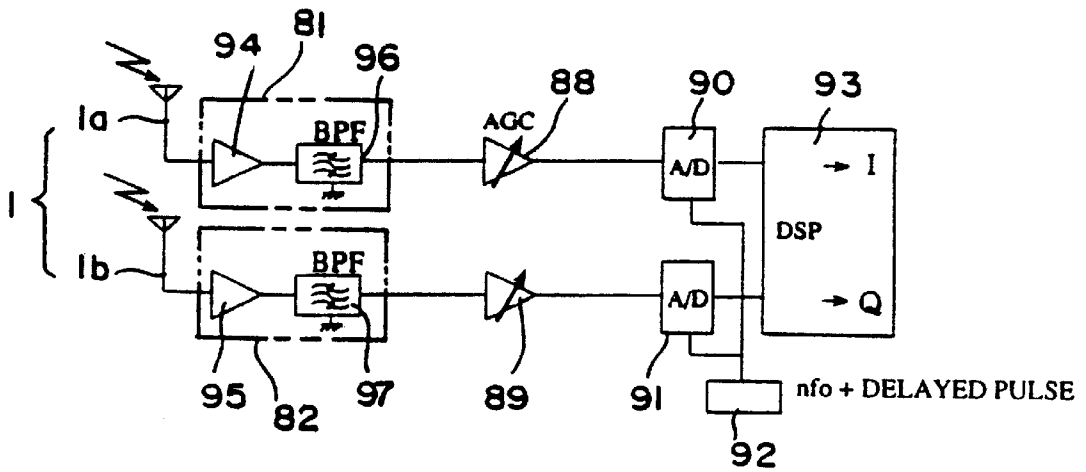 94
81
96
88
90
93
1a
BPF
AGC
A/D
→ I
1
DSP
1b
BPF
A/D
→ Q
95
82
97
89
91
92
nfo + DELAYED PULSE